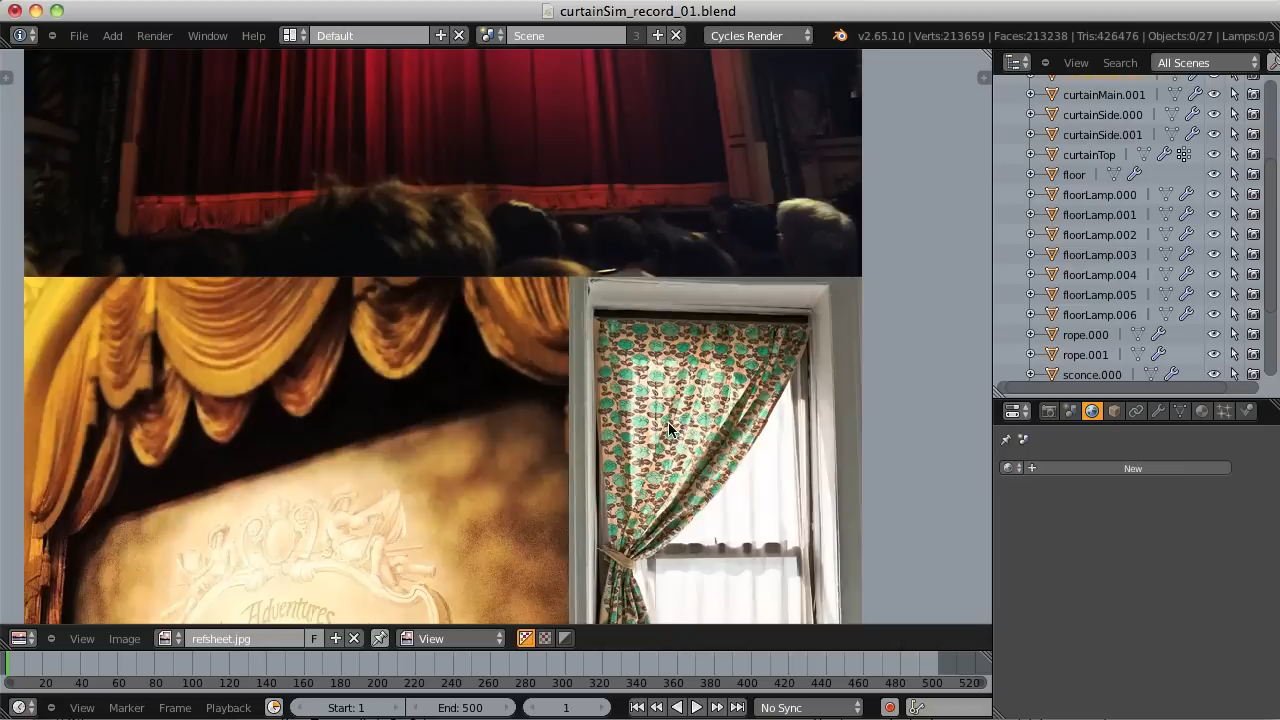 curtainSim_record_01.blend
File Add Render Window Help Default Scene 3 Cycles Render v2.65.10 | Verts:213659 | Faces:213238 | Tris:426476 | Objects:0/27 | Lamps:0/3
View Search All Scenes
curtainMain.001
curtainSide.000
curtainSide.001
curtainTop
floor
floorLamp.000
floorLamp.001
floorLamp.002
floorLamp.003
floorLamp.004
floorLamp.005
floorLamp.006
rope.000
rope.001
sconce.000
New
Adventures
View Image refsheet.jpg F View
20 40 60 80 100 120 140 160 180 200 220 240 260 280 300 320 340 360 380 400 420 440 460 480 500 520
View Marker Frame Playback Start: 1 End: 500 1 No Sync